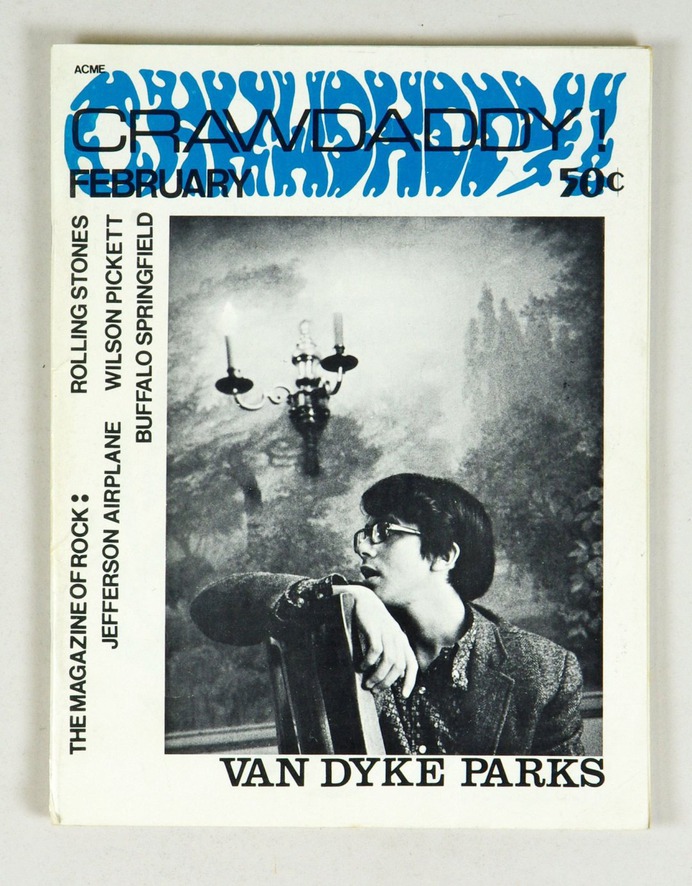 ACME
CRAWDADDY!
FEBRUARY
50¢
THE MAGAZINE OF ROCK: ROLLING STONES
JEFFERSON AIRPLANE WILSON PICKETT
BUFFALO SPRINGFIELD
VAN DYKE PARKS